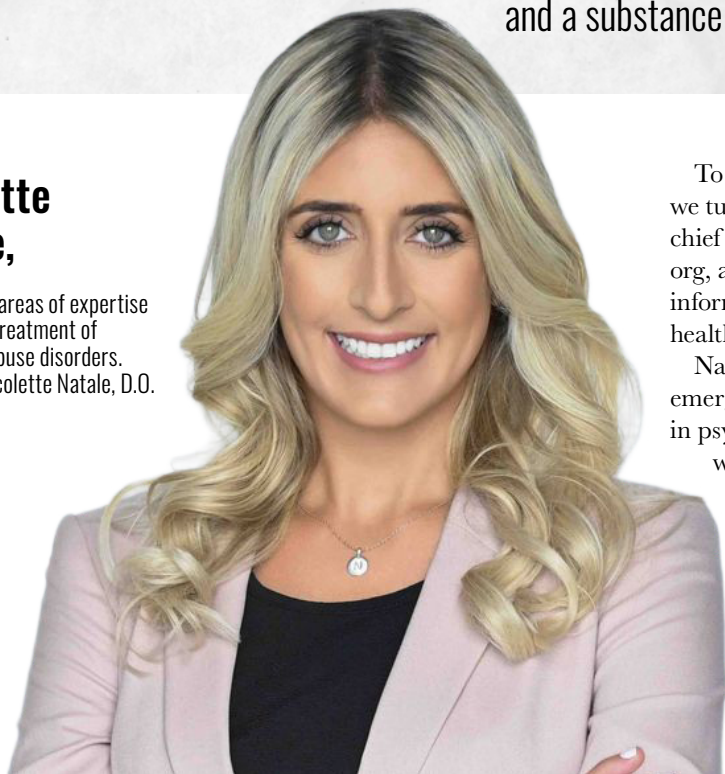 and a substance
tte
e,
areas of expertise
reatment of
buse disorders.
colette Natale, D.O.
To
we tu
chief
org, a
inform
health
Na
emerg
in psy
w
N